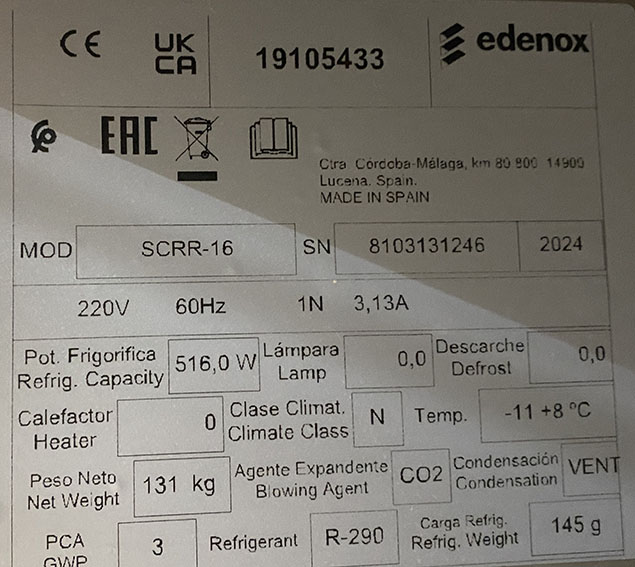 CE UK CA 19105433 edenox
EAC
Ctra. Córdoba-Málaga, km 80 800 14900
Lucena, Spain.
MADE IN SPAIN
MOD SCRR-16 SN 8103131246 2024
220V 60Hz 1N 3,13A
Pot. Frigorifica 516,0 W Lámpara 0,0 Descarche 0,0
Refrig. Capacity Lamp Defrost
Calefactor 0 Clase Climat. N Temp. -11 +8 ºC
Heater Climate Class
Peso Neto 131 kg Agente Expandente CO2 Condensación VENT
Net Weight Blowing Agent Condensation
PCA 3 Refrigerant R-290 Carga Refrig. 145 g
GWP Refrig. Weight